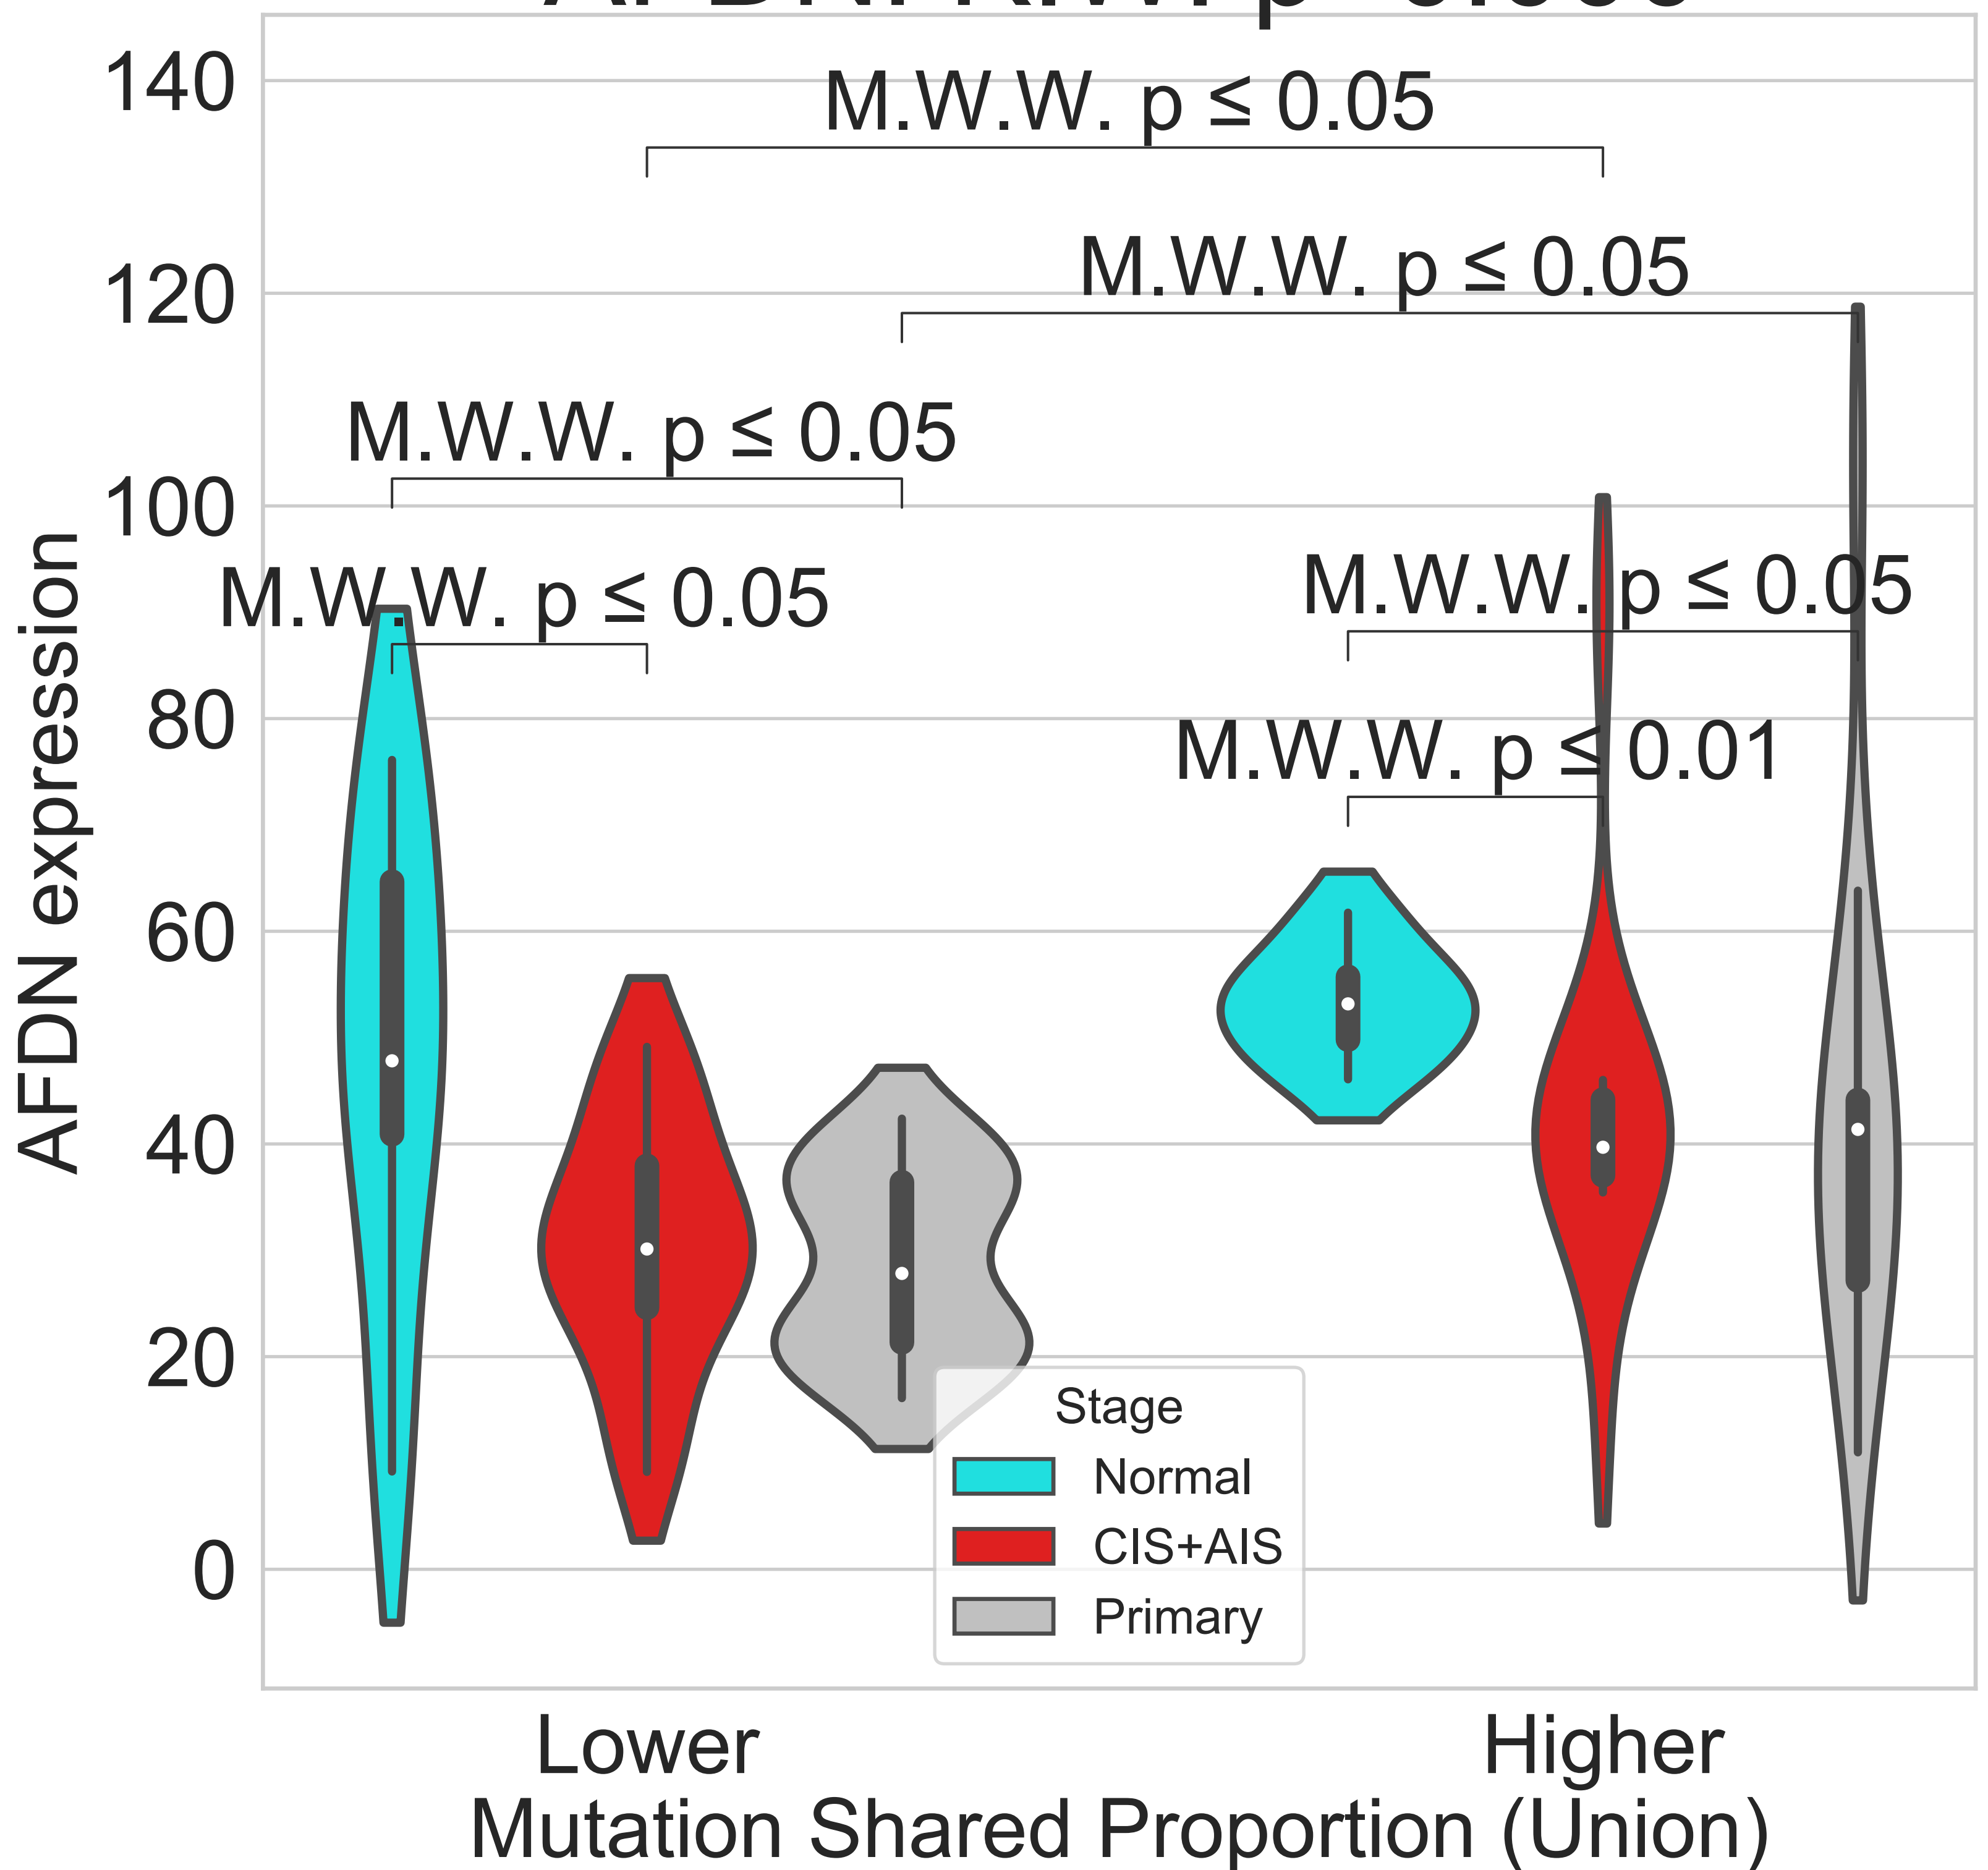 140
M.W.W. p ≤ 0.05
120
M.W.W. p ≤ 0.05
M.W.W. p ≤ 0.05
100
M.W.W. p ≤ 0.05
M.W.W. p ≤ 0.05
80
M.W.W. p ≤ 0.01
60
40
20
0
AFDN expression
Stage
Normal
CIS+AIS
Primary
Lower
Higher
Mutation Shared Proportion (Union)